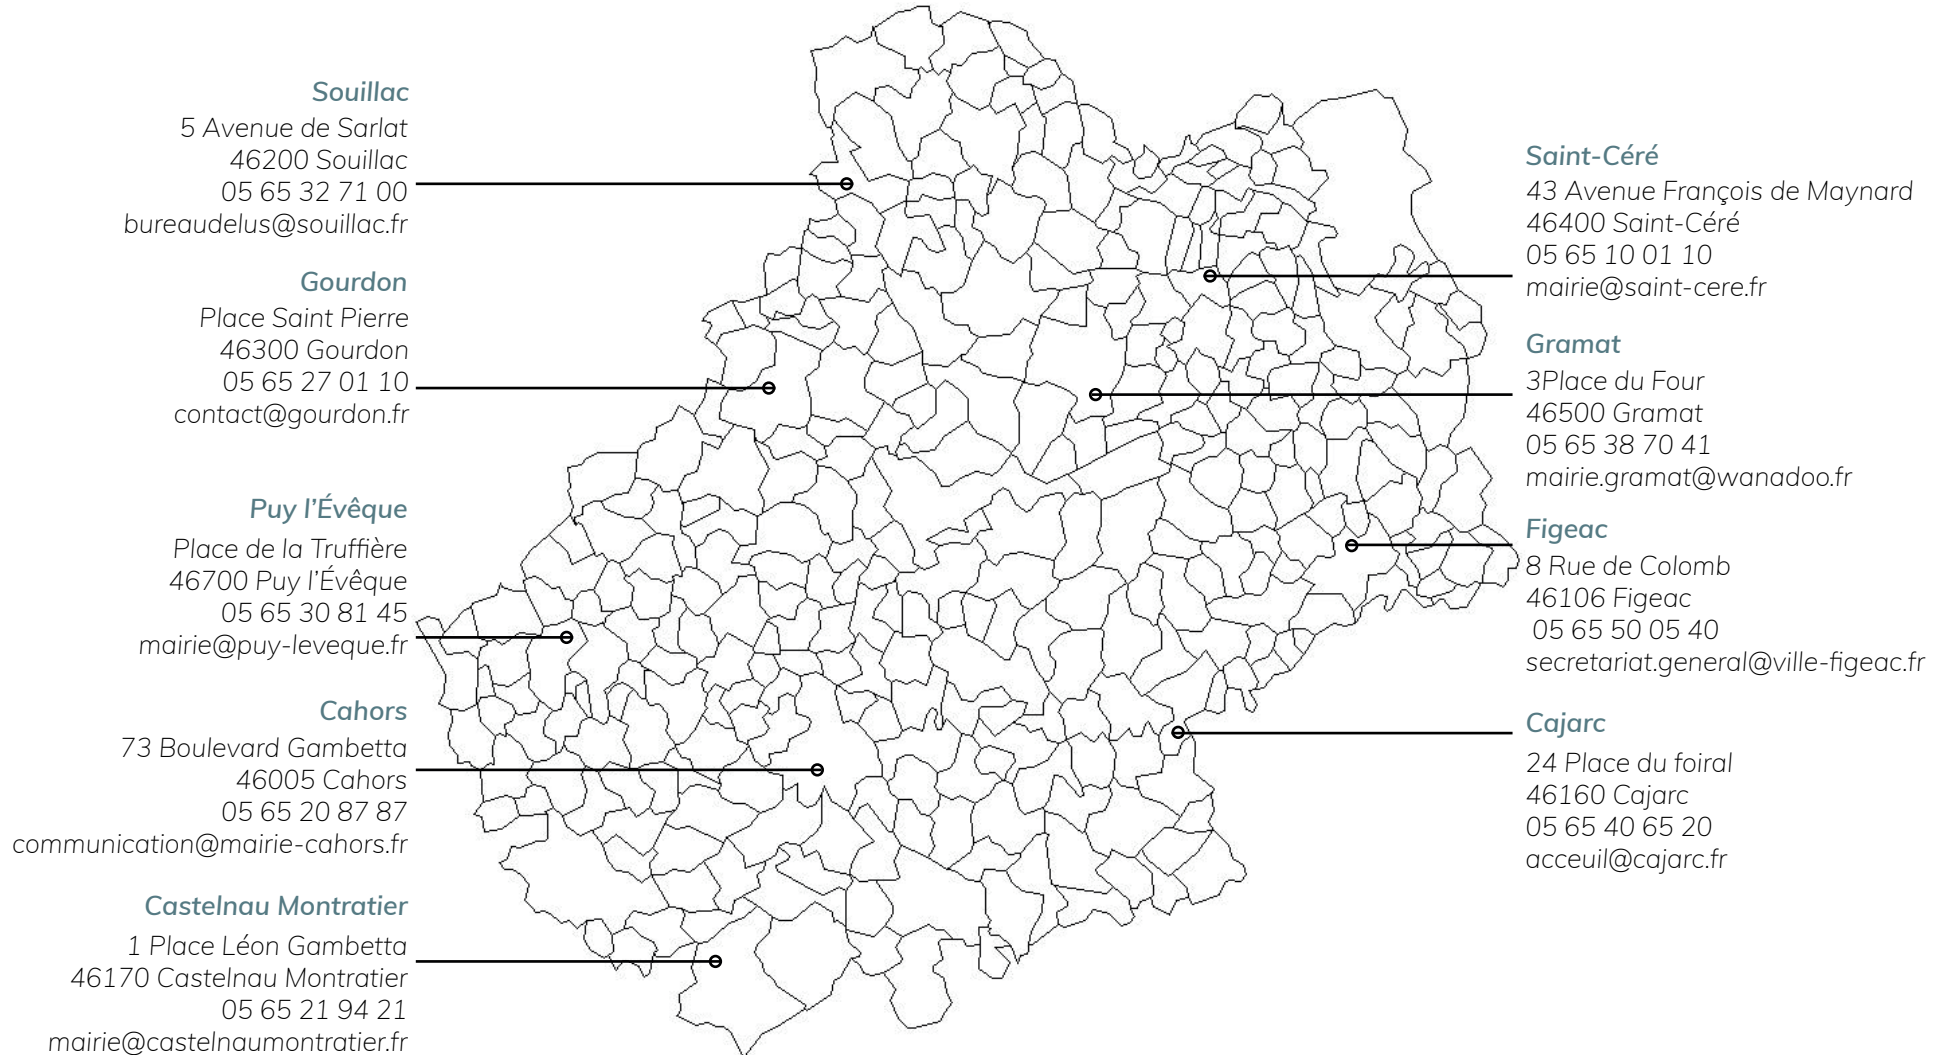 Souillac
5 Avenue de Sarlat
46200 Souillac
05 65 32 71 00
bureaudelus@souillac.fr
Gourdon
Place Saint Pierre
46300 Gourdon
05 65 27 01 10
contact@gourdon.fr
Puy l’Évêque
Place de la Truffière
46700 Puy l’Évêque
05 65 30 81 45
mairie@puy-leveque.fr
Cahors
73 Boulevard Gambetta
46005 Cahors
05 65 20 87 87
communication@mairie-cahors.fr
Castelnau Montratier
1 Place Léon Gambetta
46170 Castelnau Montratier
05 65 21 94 21
mairie@castelnaumontratier.fr
Saint-Céré
43 Avenue François de Maynard
46400 Saint-Céré
05 65 10 01 10
mairie@saint-cere.fr
Gramat
3Place du Four
46500 Gramat
05 65 38 70 41
mairie.gramat@wanadoo.fr
Figeac
8 Rue de Colomb
46106 Figeac
05 65 50 05 40
secretariat.general@ville-figeac.fr
Cajarc
24 Place du foiral
46160 Cajarc
05 65 40 65 20
acceuil@cajarc.fr